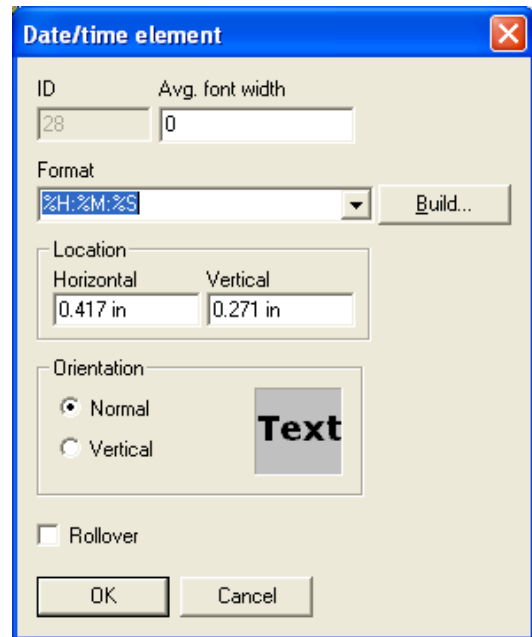 Date/time element
ID Avg. font width
28 0
Format
%H:%M:%S Build...
Location
Horizontal Vertical
0.417 in 0.271 in
Orientation
Normal
Text
Vertical
Rollover
OK Cancel